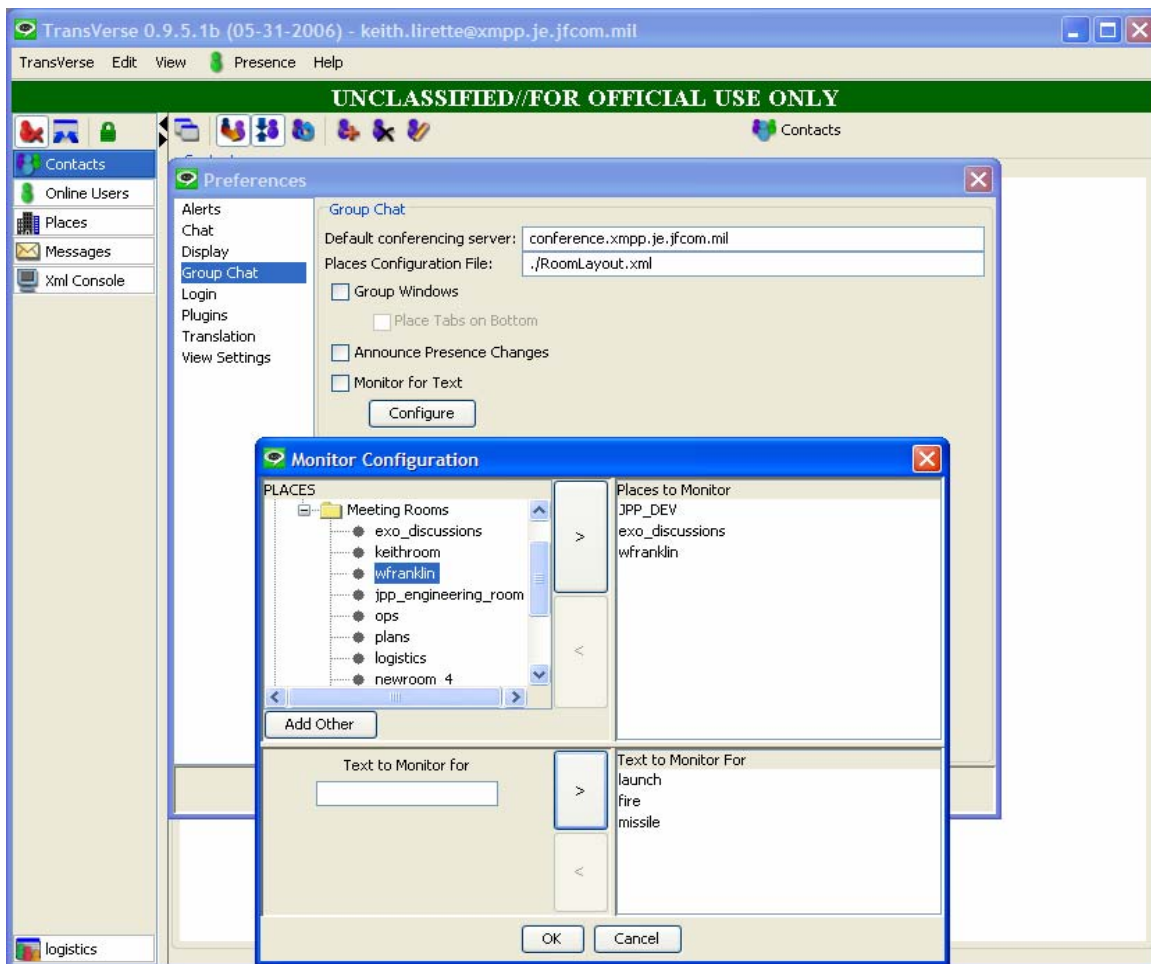 TransVerse 0.9.5.1b (05-31-2006) - keith.lirette@xmpp.je.jfcom.mil
TransVerse Edit View Presence Help
UNCLASSIFIED//FOR OFFICIAL USE ONLY
Contacts
Contacts
Online Users
Places
Messages
Xml Console
logistics
Preferences
Alerts
Chat
Display
Group Chat
Login
Plugins
Translation
View Settings
Group Chat
Default conferencing server: conference.xmpp.je.jfcom.mil
Places Configuration File: ./RoomLayout.xml
Group Windows
Place Tabs on Bottom
Announce Presence Changes
Monitor for Text
Configure
Monitor Configuration
PLACES
Meeting Rooms
exo_discussions
keithroom
wfranklin
jpp_engineering_room
ops
plans
logistics
newroom_4
Add Other
>
<
Places to Monitor
JPP_DEV
exo_discussions
wfranklin
Text to Monitor for
>
<
Text to Monitor For
launch
fire
missile
OK Cancel